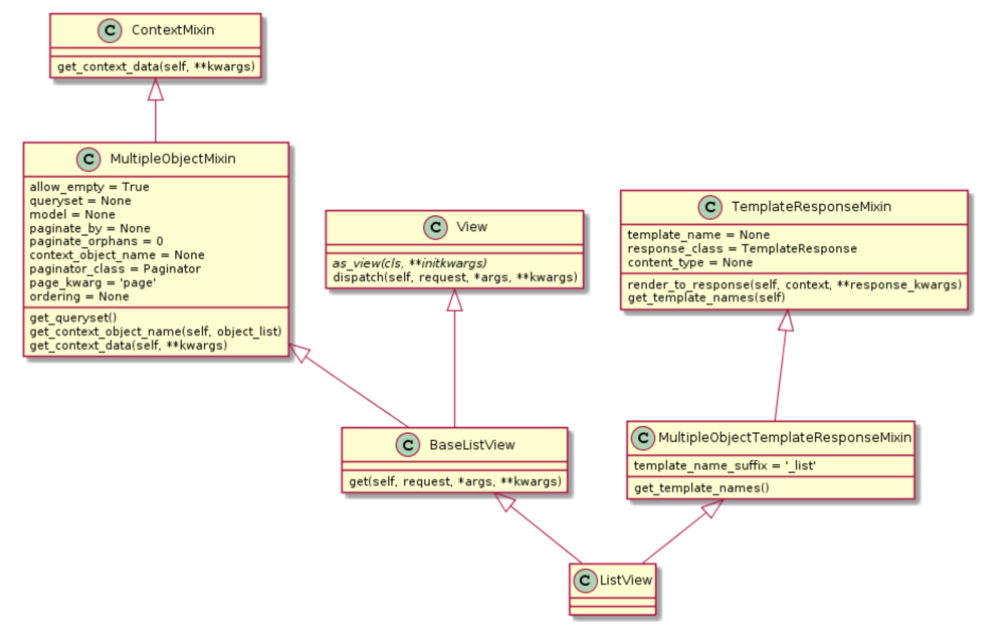 C ContextMixin
get_context_data(self, **kwargs)
C MultipleObjectMixin
allow_empty = True
queryset = None
model = None
paginate_by = None
paginate_orphans = 0
context_object_name = None
paginator_class = Paginator
page_kwarg = 'page'
ordering = None
get_queryset()
get_context_object_name(self, object_list)
get_context_data(self, **kwargs)
C View
as_view(cls, **initkwargs)
dispatch(self, request, *args, **kwargs)
C TemplateResponseMixin
template_name = None
response_class = TemplateResponse
content_type = None
render_to_response(self, context, **response_kwargs)
get_template_names(self)
C BaseListView
get(self, request, *args, **kwargs)
C MultipleObjectTemplateResponseMixin
template_name_suffix = '_list'
get_template_names()
C ListView